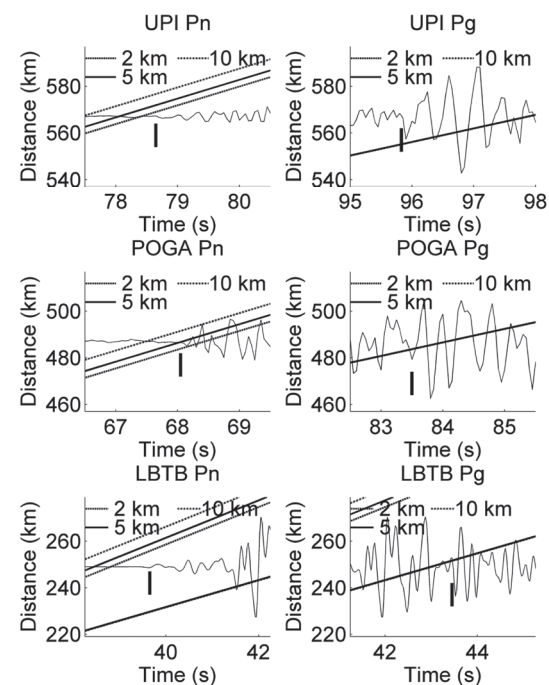 UPI Pn
2 km 10 km
5 km
Distance (km)
580
560
540
78 79 80
Time (s)
UPI Pg
2 km 10 km
5 km
Distance (km)
580
560
540
95 96 97 98
Time (s)
POGA Pn
2 km 10 km
5 km
Distance (km)
500
480
460
67 68 69
Time (s)
POGA Pg
2 km 10 km
5 km
Distance (km)
500
480
460
83 84 85
Time (s)
LBTB Pn
2 km 10 km
5 km
Distance (km)
260
240
220
40 42
Time (s)
LBTB Pg
2 km 10 km
5 km
Distance (km)
260
240
220
42 44
Time (s)